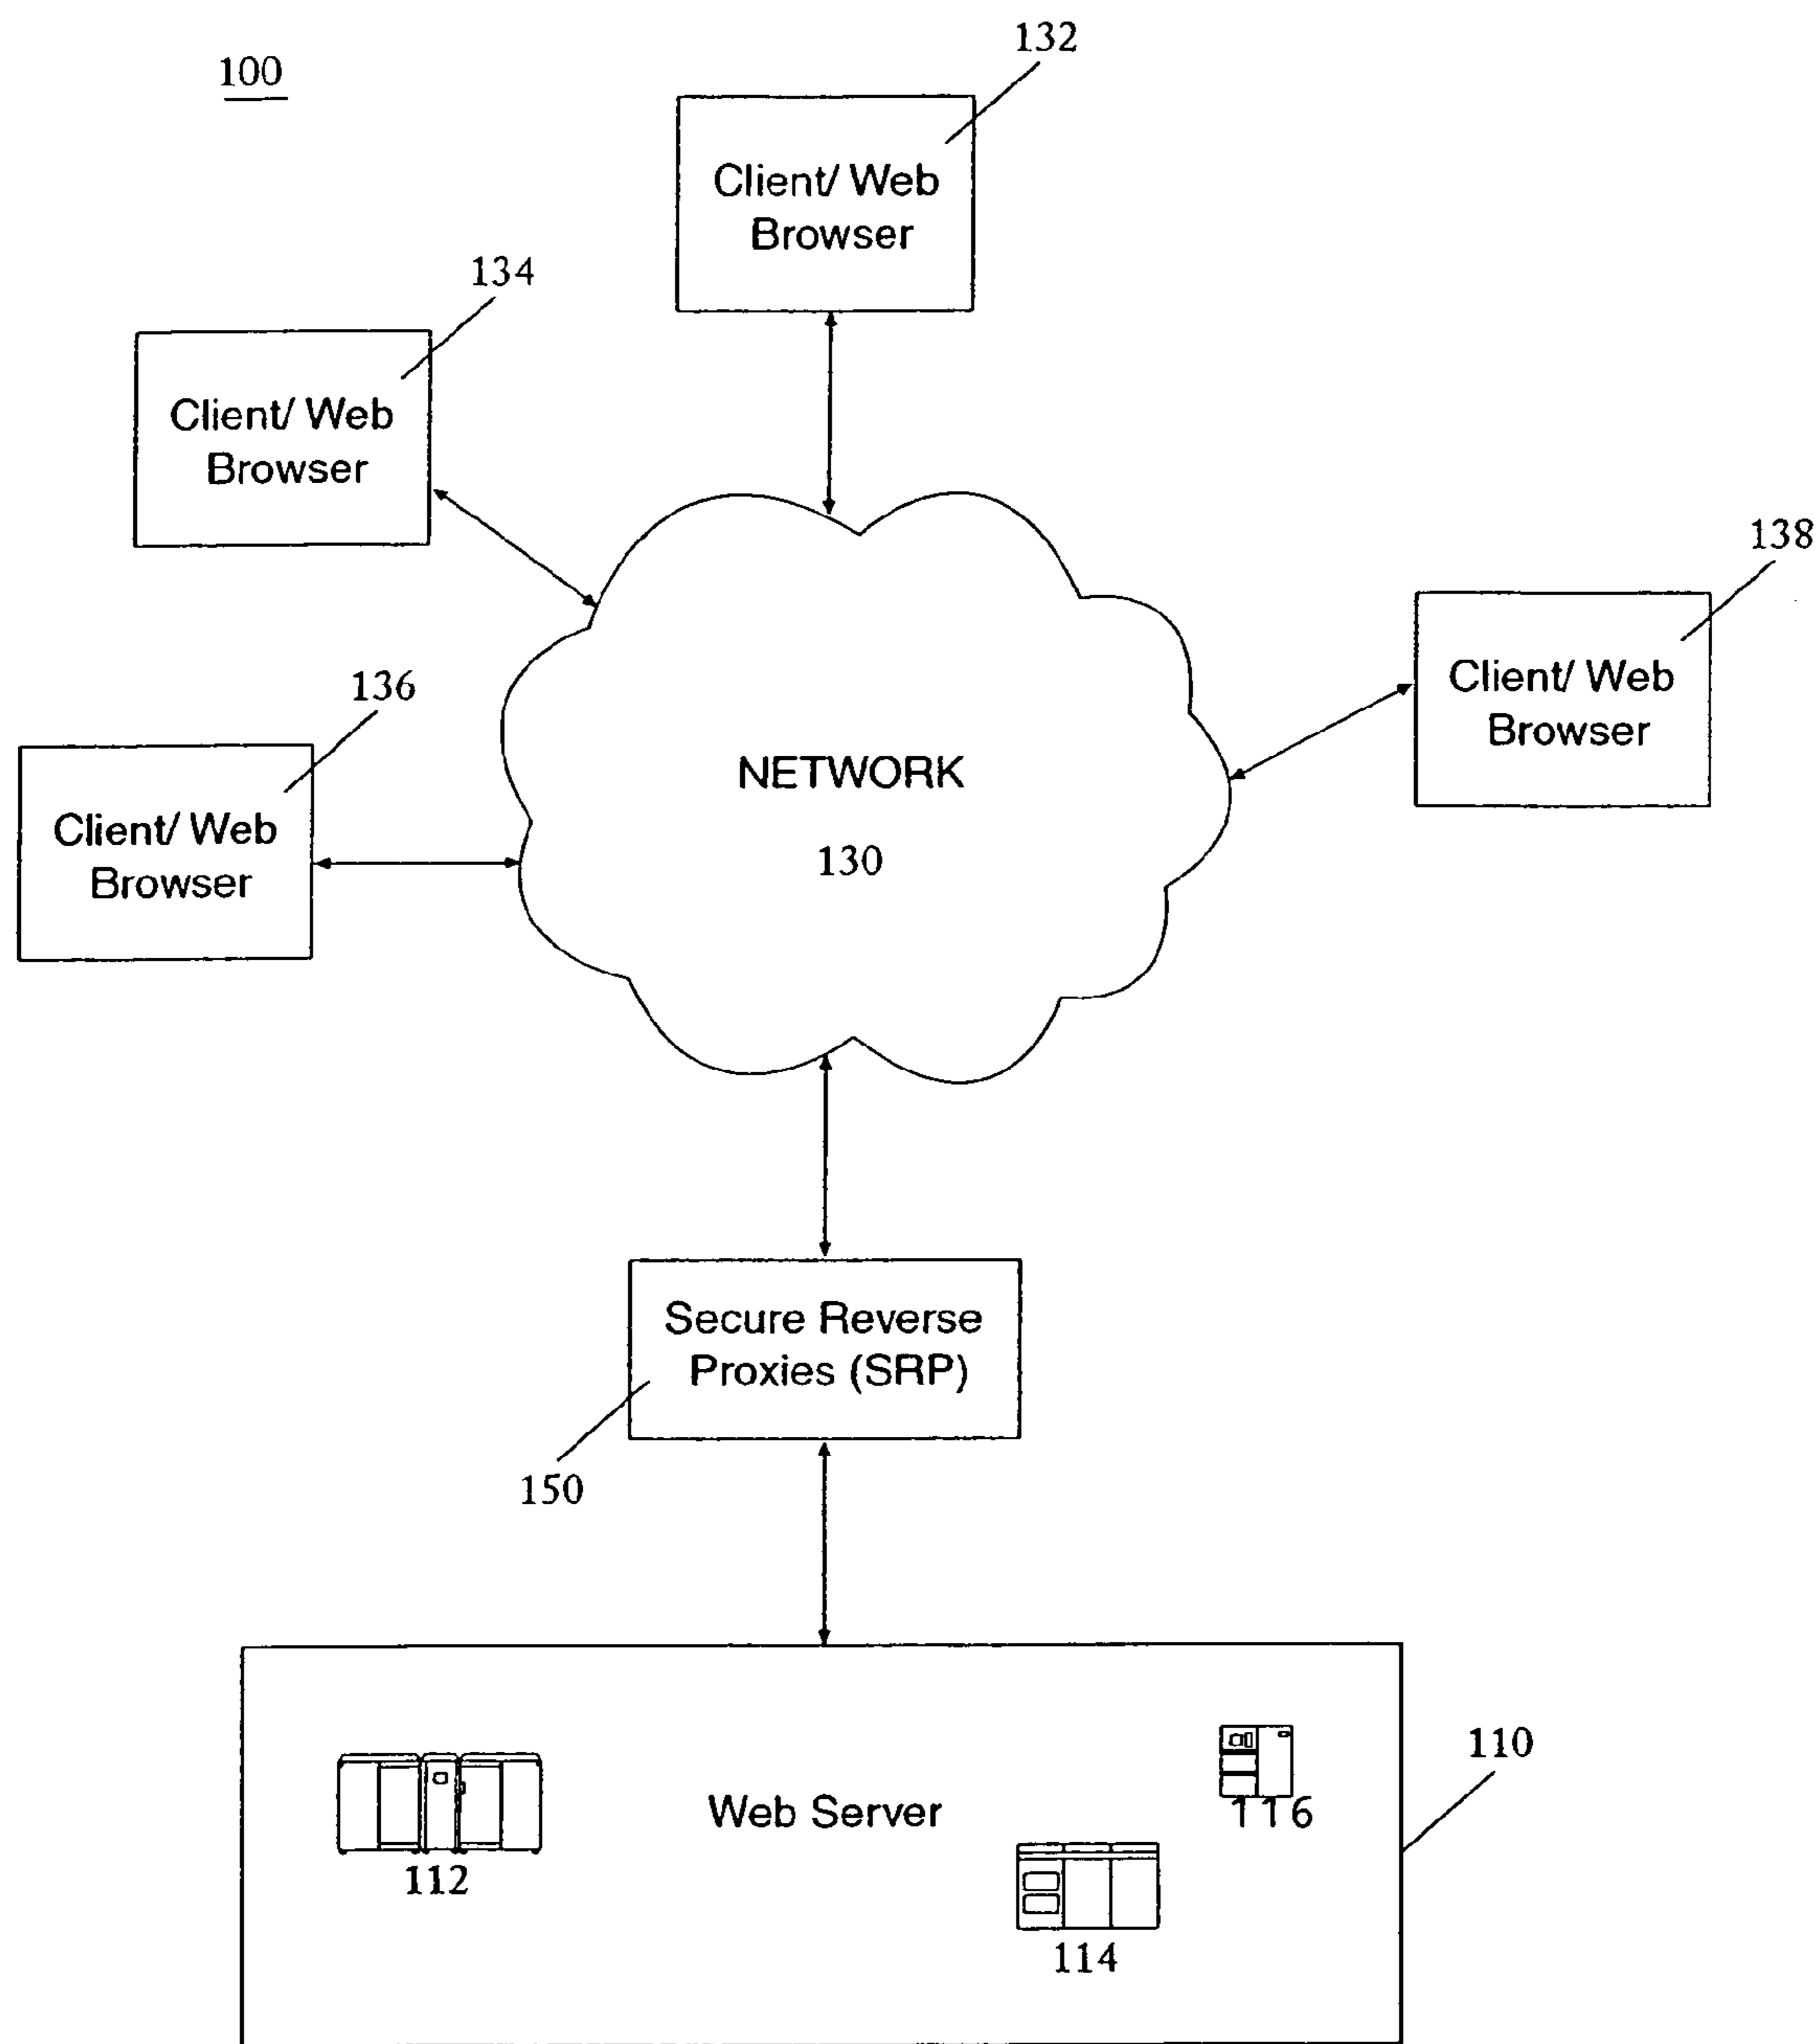 100
132
Client/ Web
Browser
134
Client/ Web
Browser
138
Client/ Web
Browser
136
Client/ Web
Browser
NETWORK
130
Secure Reverse
Proxies (SRP)
150
110
Web Server
112
116
114